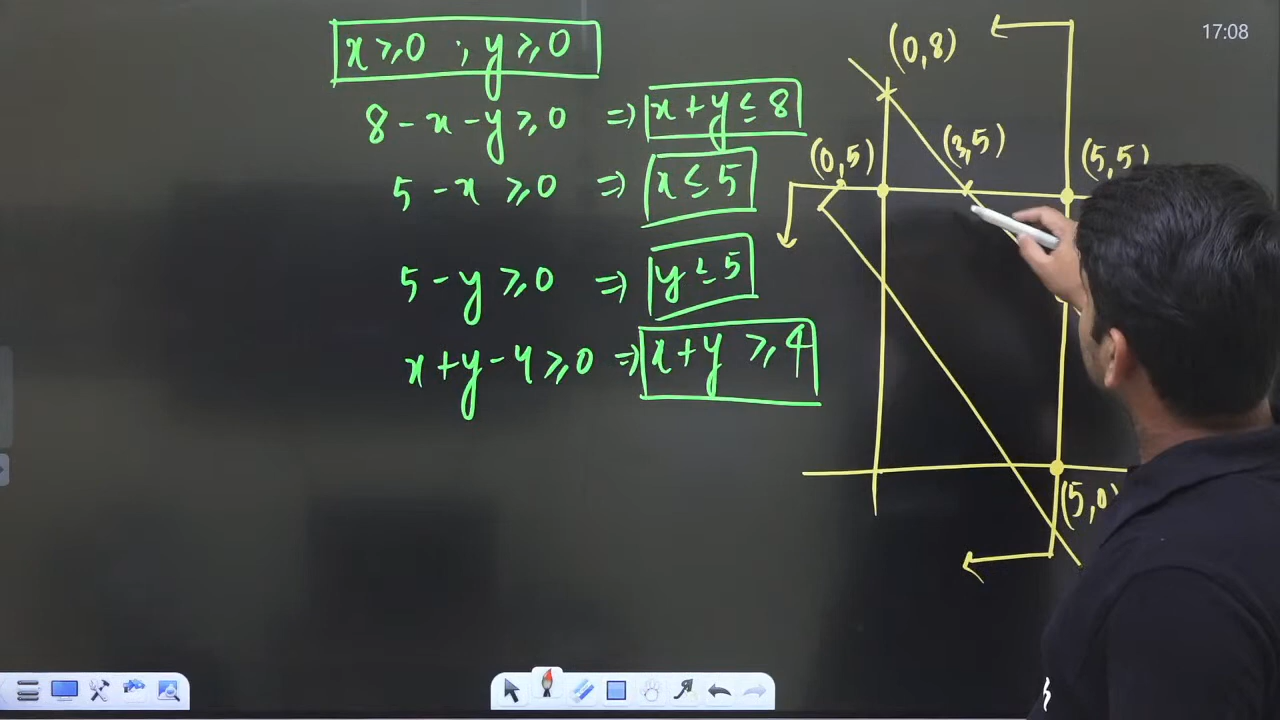 17:08
x ≥ 0 ; y ≥ 0
8 - x - y ≥ 0 ⇒ x + y ≤ 8
5 - x ≥ 0 ⇒ x ≤ 5
5 - y ≥ 0 ⇒ y ≤ 5
x + y - 4 ≥ 0 ⇒ x + y ≥ 4
(0,8)
(0,5) (3,5) (5,5)
(5,0)